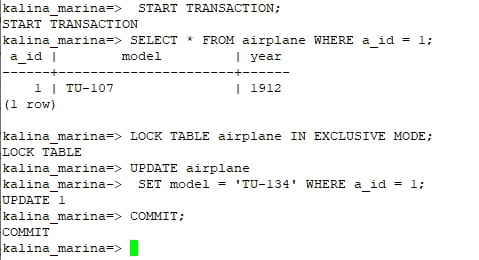 kalina_marina=>  START TRANSACTION;
START TRANSACTION
kalina_marina=> SELECT * FROM airplane WHERE a_id = 1;
 a_id |         model          | year
------+------------------------+------
    1 | TU-107                 | 1912
(1 row)
kalina_marina=> LOCK TABLE airplane IN EXCLUSIVE MODE;
LOCK TABLE
kalina_marina=> UPDATE airplane
kalina_marina->  SET model = 'TU-134' WHERE a_id = 1;
UPDATE 1
kalina_marina=> COMMIT;
COMMIT
kalina_marina=>